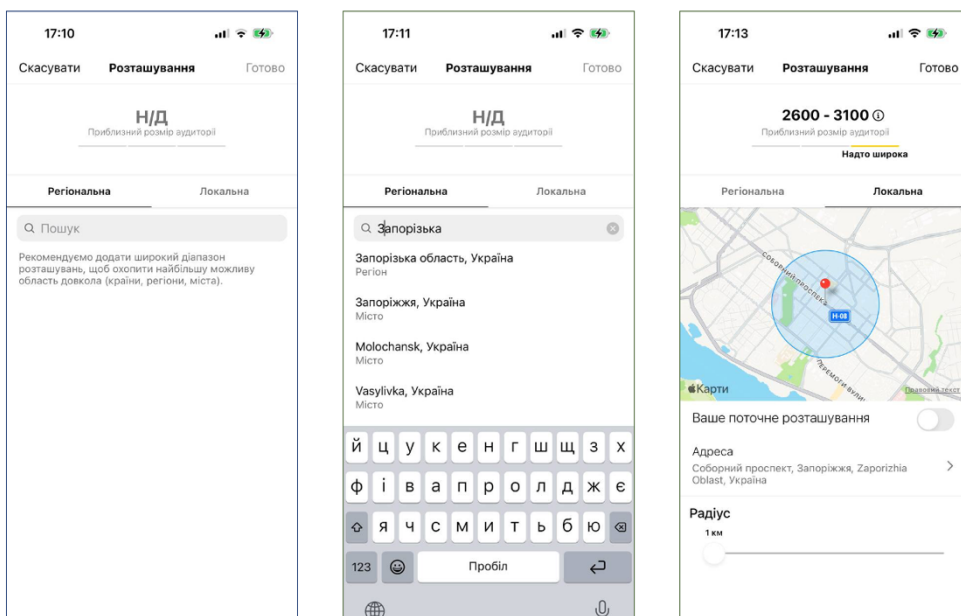 17:10
Скасувати Розташування Готово
Н/Д
Приблизний розмір аудиторії
Регіональна Локальна
Пошук
Рекомендуємо додати широкий діапазон
розташувань, щоб охопити найбільшу можливу
область довкола (країни, регіони, міста).
17:11
Скасувати Розташування Готово
Н/Д
Приблизний розмір аудиторії
Регіональна Локальна
Запорізька
Запорізька область, Україна
Регіон
Запоріжжя, Україна
Місто
Molochansk, Україна
Місто
Vasylivka, Україна
Місто
й ц у к е н г ш щ з х
ф і в а п р о л д ж є
я ч с м и т ь б ю
123 Пробіл
17:13
Скасувати Розташування Готово
2600 - 3100
Приблизний розмір аудиторії
Надто широка
Регіональна Локальна
СОБОРНИЙ ПРОСПЕКТ
Н-08
ПЕРЕМОГИ ВУЛИ
Карти
Правовий текст
Ваше поточне розташування
Адреса
Соборний проспект, Запоріжжя, Zaporizhia
Oblast, Україна
Радіус
1 км